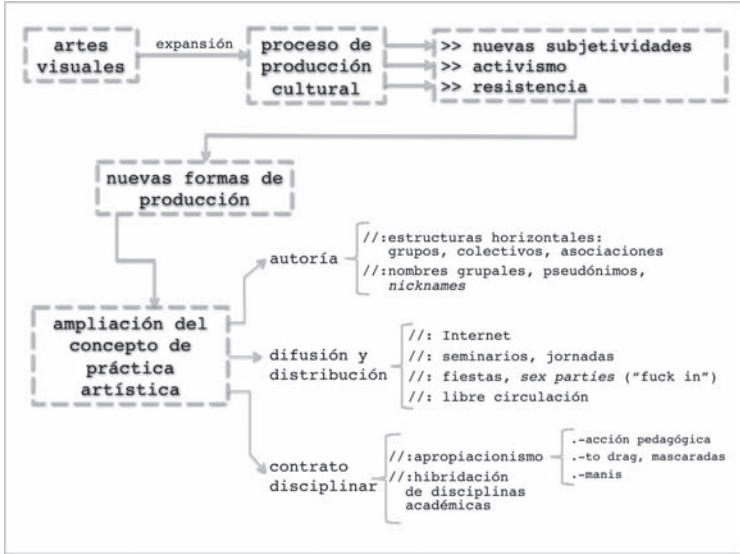 artes
visuales
expansión
proceso de
producción
cultural
>> nuevas subjetividades
>> activismo
>> resistencia
nuevas formas de
producción
ampliación del
concepto de
práctica
artística
autoría
//:estructuras horizontales:
grupos, colectivos, asociaciones
//:nombres grupales, pseudónimos,
nicknames
difusión y
distribución
//: Internet
//: seminarios, jornadas
//: fiestas, sex parties ("fuck in")
//: libre circulación
contrato
disciplinar
//:apropiacionismo
//:hibridación
de disciplinas
académicas
.-acción pedagógica
.-to drag, mascaradas
.-manis